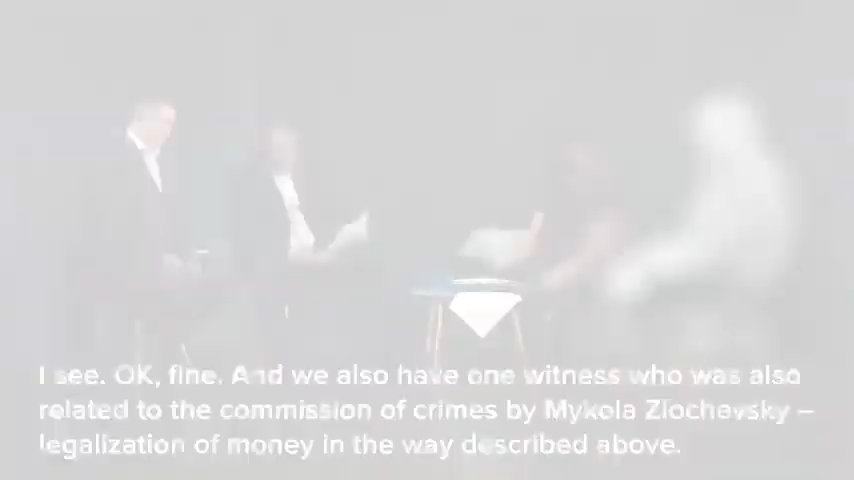 I see. OK, fine. And we also have one witness who was also
related to the commission of crimes by Mykola Zlochevsky –
legalization of money in the way described above.